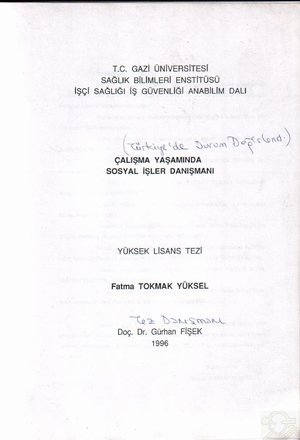 T.C. GAZİ ÜNİVERSİTESİ
SAĞLIK BİLİMLERİ ENSTİTÜSÜ
İŞÇİ SAĞLIĞI İŞ GÜVENLİĞİ ANABİLİM DALI
(Türkiye'de Durum Değerlend.)
ÇALIŞMA YAŞAMINDA
SOSYAL İŞLER DANIŞMANI
YÜKSEK LİSANS TEZİ
Fatma TOKMAK YÜKSEL
Tez Danışmanı
Doç. Dr. Gürhan FİŞEK
1996